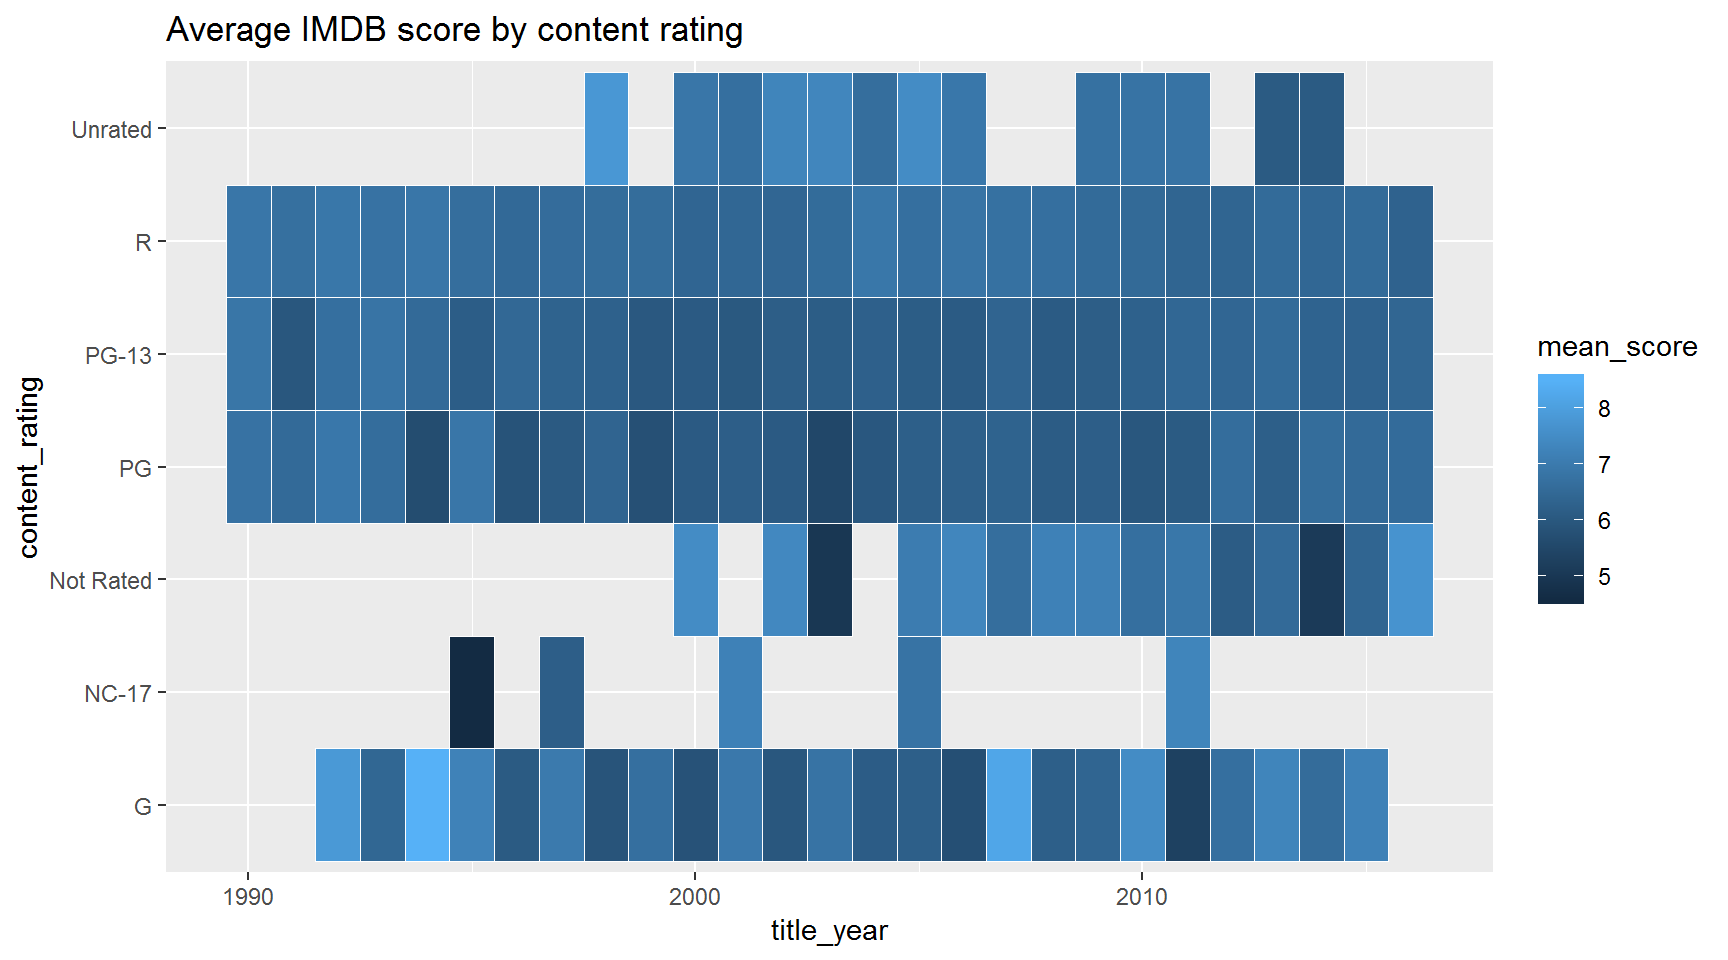 Average IMDB score by content rating
content_rating
Unrated
R
PG-13
PG
Not Rated
NC-17
G
1990
2000
2010
title_year
mean_score
8
7
6
5